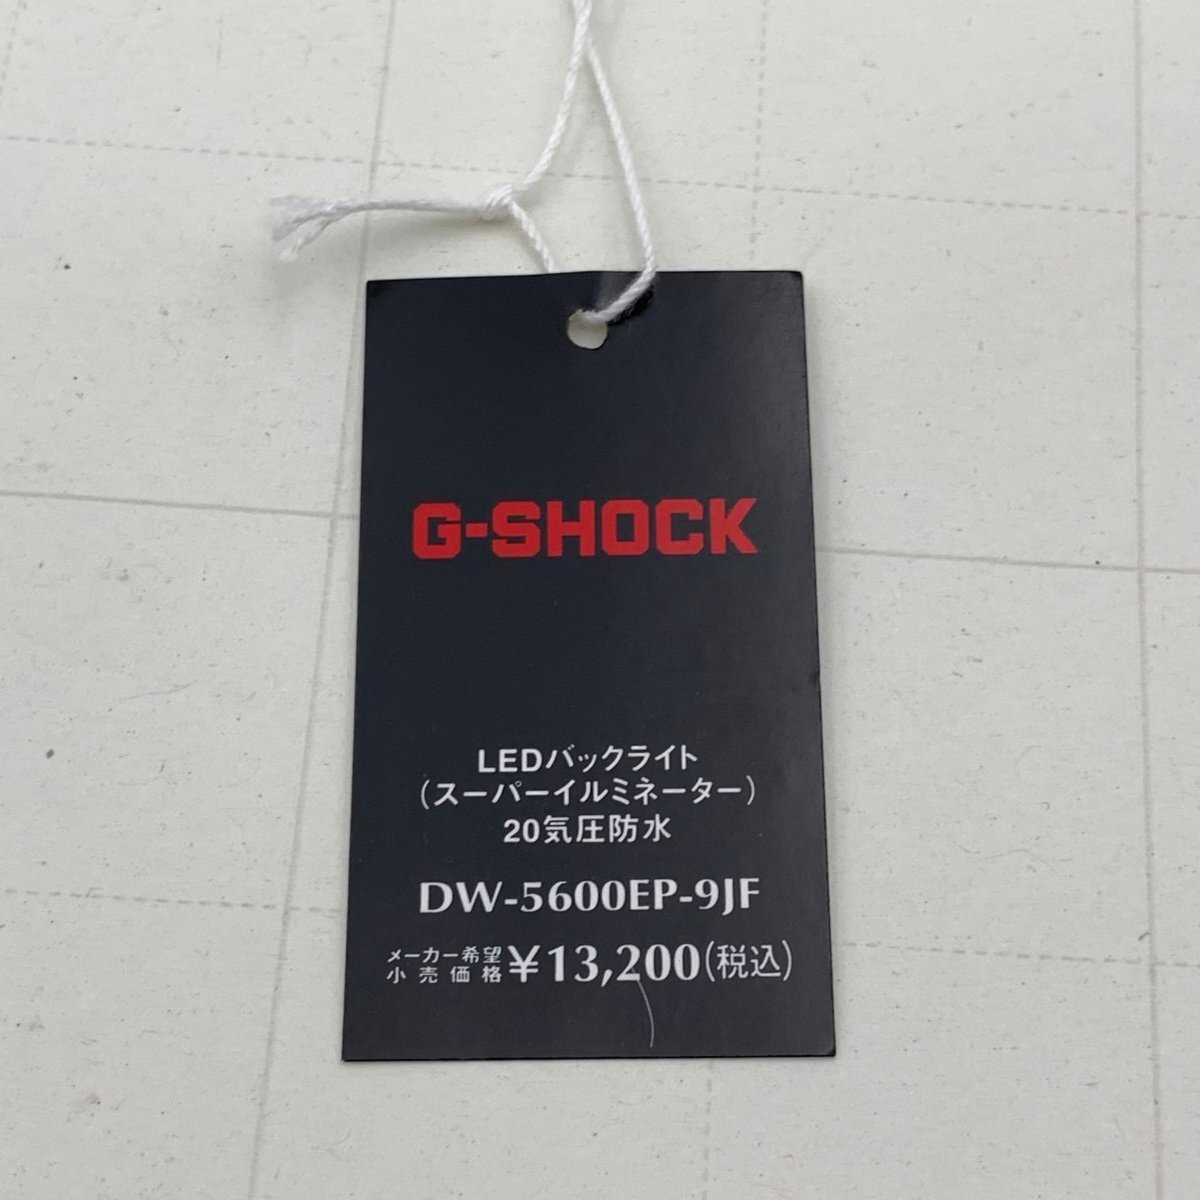 G-SHOCK
LEDバックライト
(スーパーイルミネーター)
20気圧防水
DW-5600EP-9JF
メーカー希望
小売価格 ¥13,200(税込)